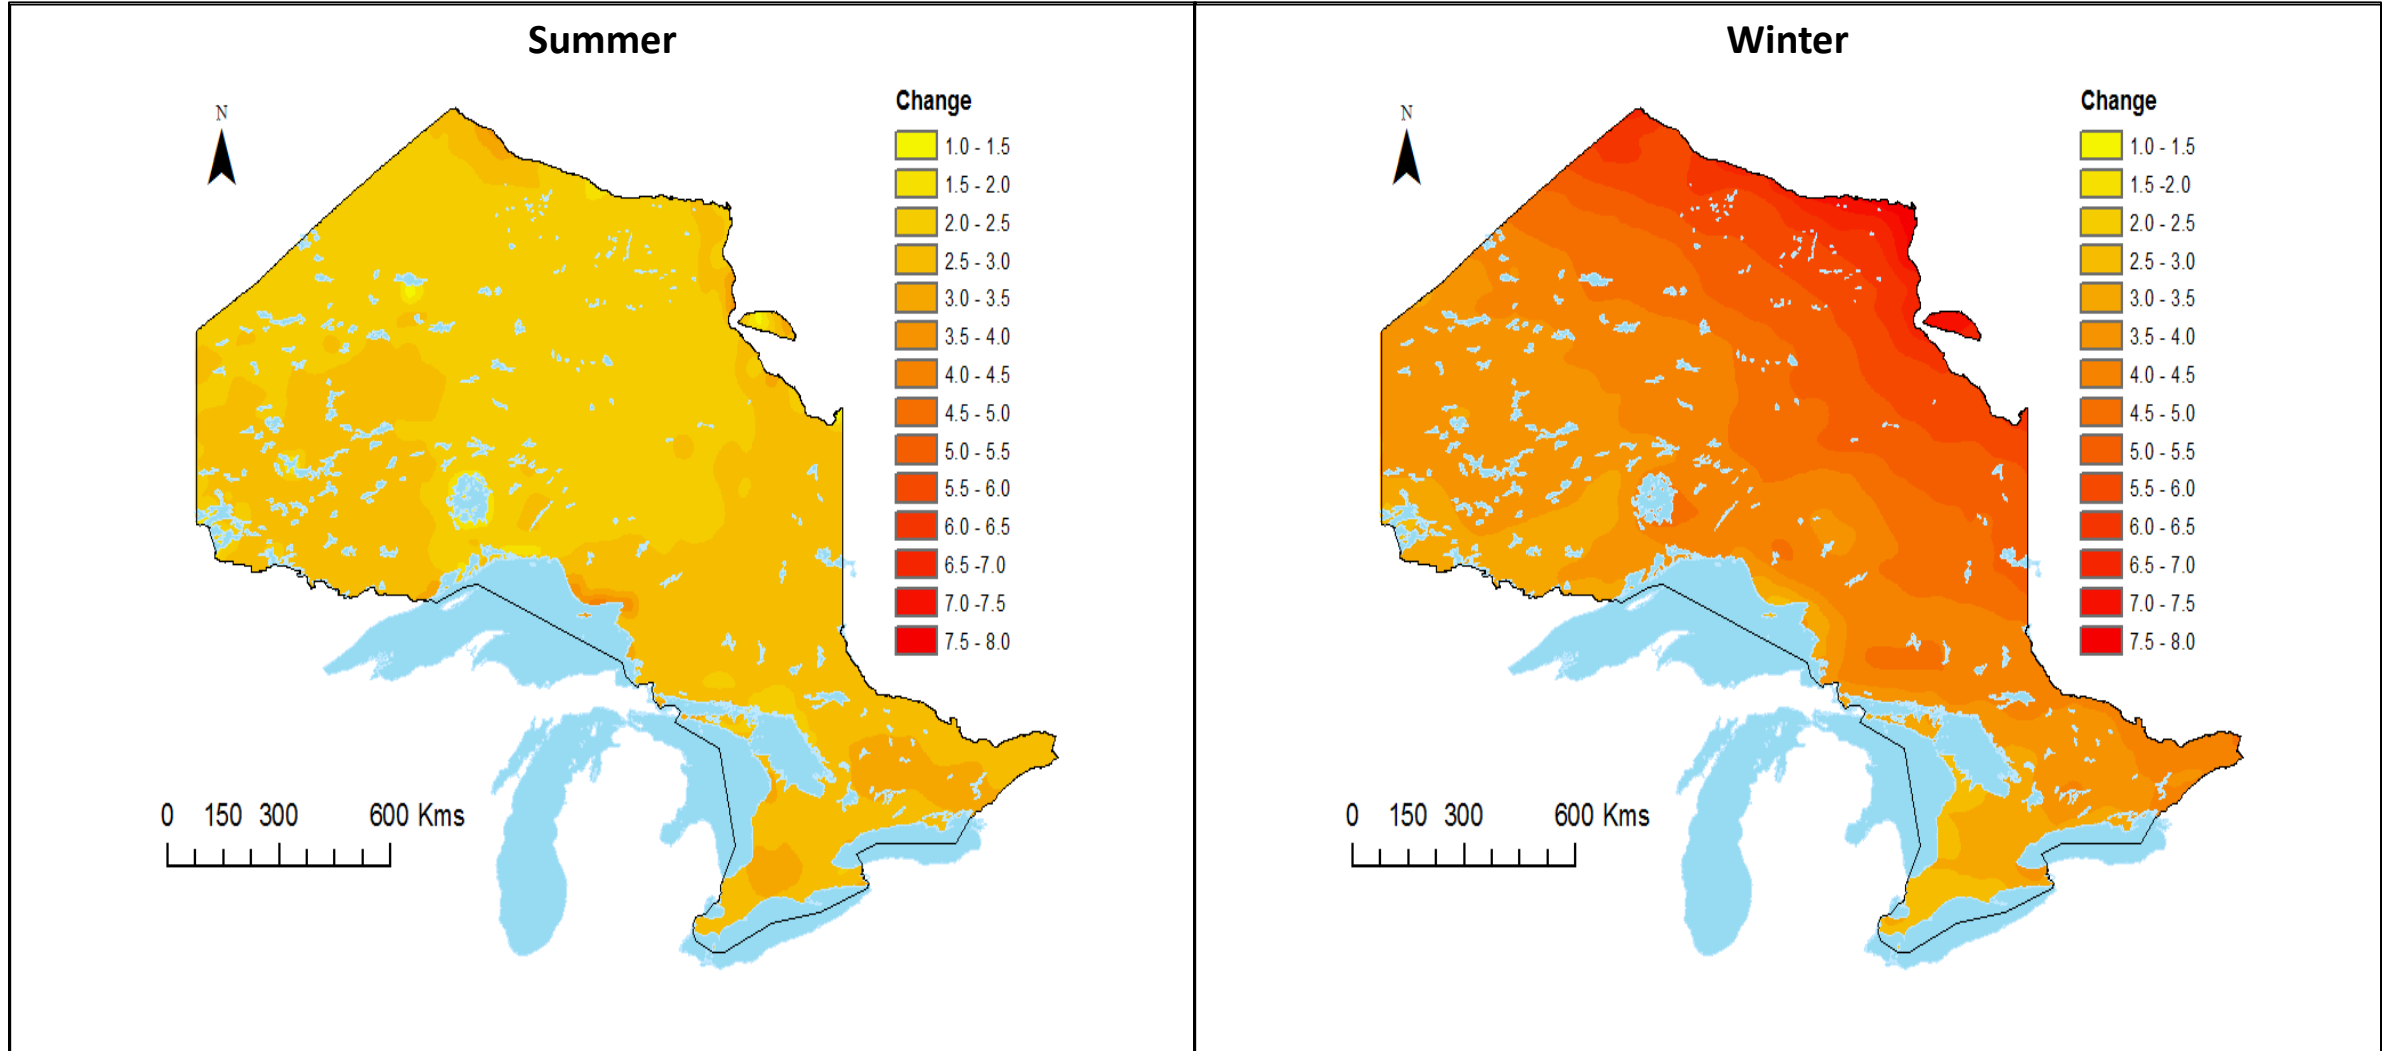 Summer
N
Change
1.0 - 1.5
1.5 - 2.0
2.0 - 2.5
2.5 - 3.0
3.0 - 3.5
3.5 - 4.0
4.0 - 4.5
4.5 - 5.0
5.0 - 5.5
5.5 - 6.0
6.0 - 6.5
6.5 -7.0
7.0 -7.5
7.5 - 8.0
0 150 300 600 Kms
Winter
N
Change
1.0 - 1.5
1.5 -2.0
2.0 - 2.5
2.5 - 3.0
3.0 - 3.5
3.5 - 4.0
4.0 - 4.5
4.5 - 5.0
5.0 - 5.5
5.5 - 6.0
6.0 - 6.5
6.5 - 7.0
7.0 - 7.5
7.5 - 8.0
0 150 300 600 Kms